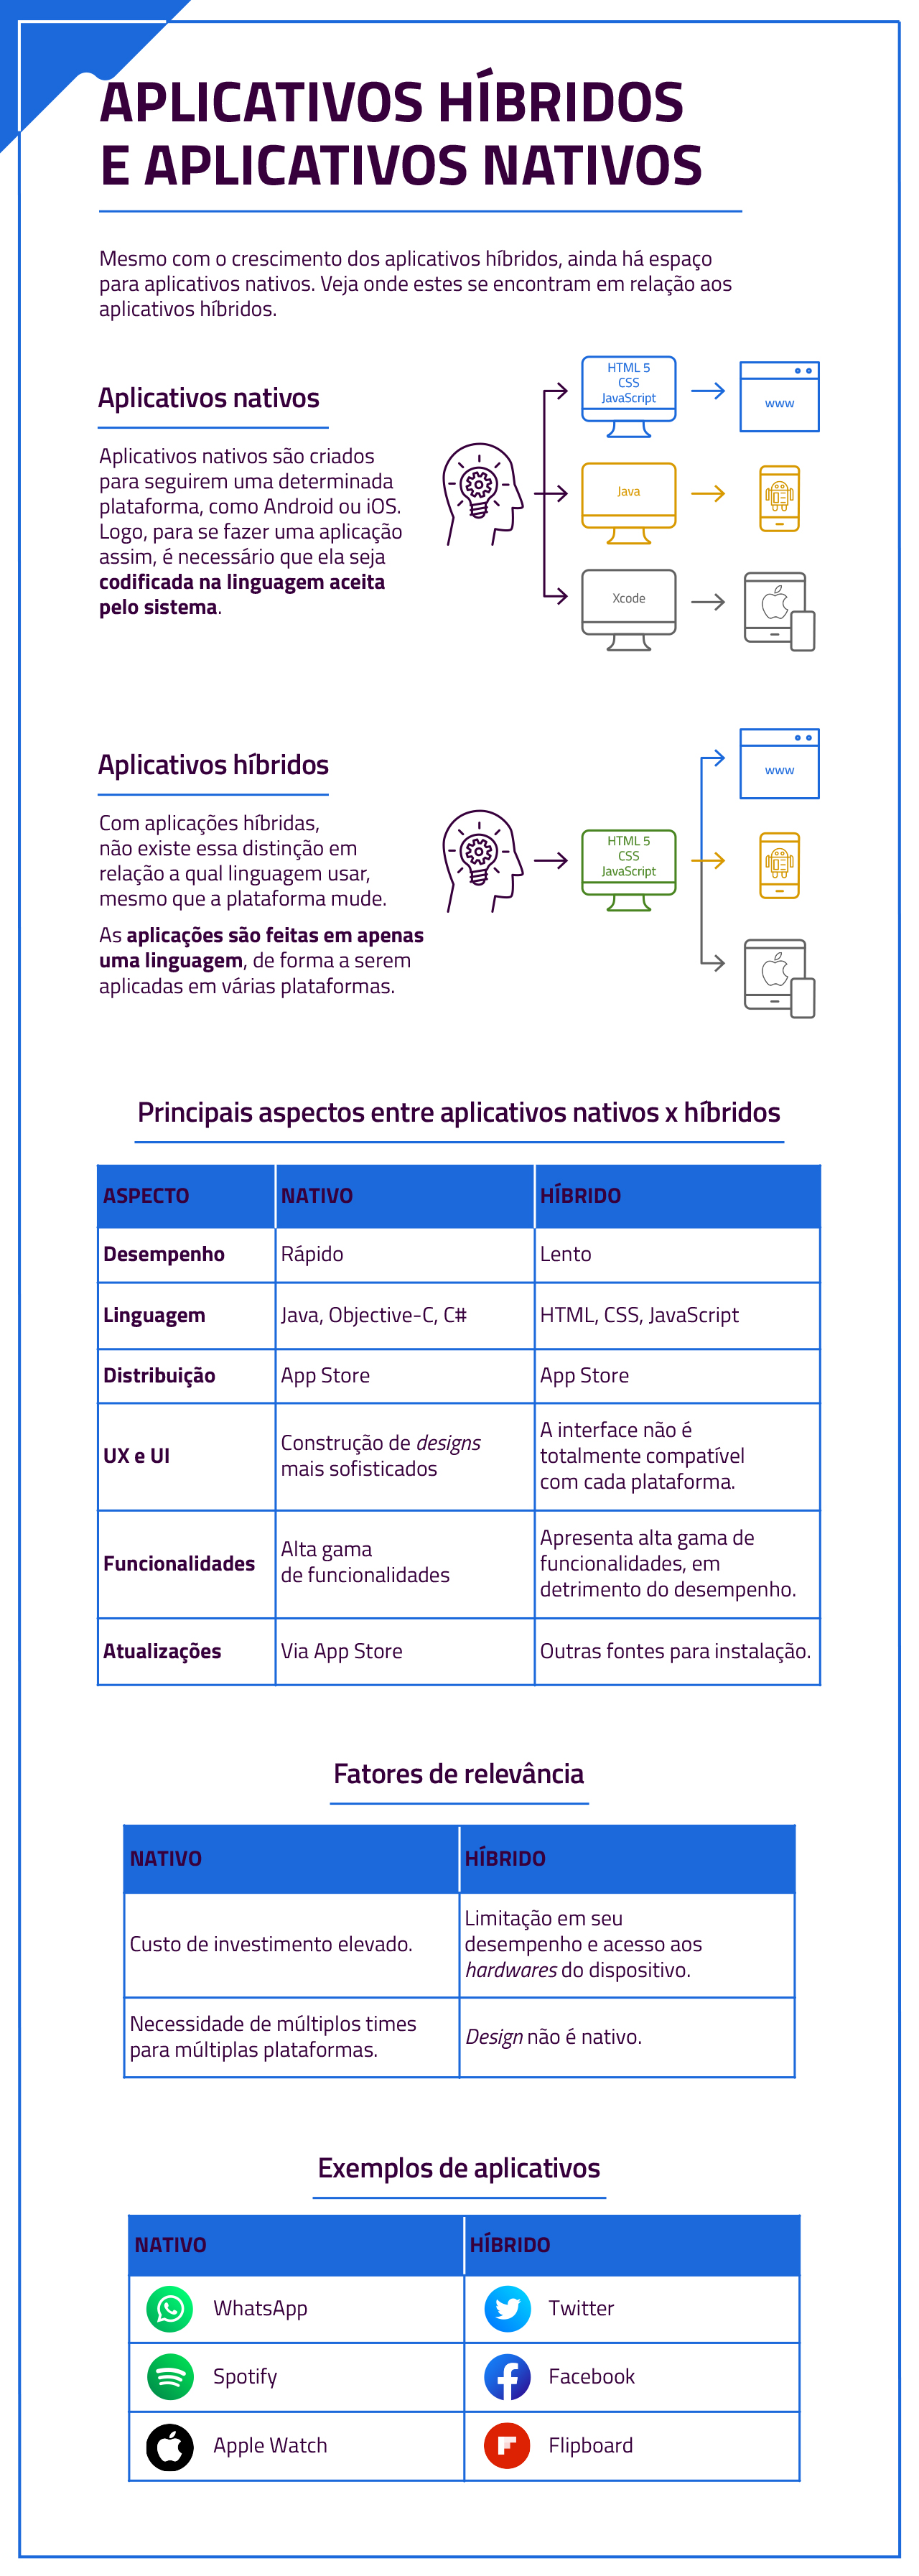 APLICATIVOS HÍBRIDOS
E APLICATIVOS NATIVOS
Mesmo com o crescimento dos aplicativos híbridos, ainda há espaço
para aplicativos nativos. Veja onde estes se encontram em relação aos
aplicativos híbridos.
Aplicativos nativos
Aplicativos nativos são criados
para seguirem uma determinada
plataforma, como Android ou iOS.
Logo, para se fazer uma aplicação
assim, é necessário que ela seja
codificada na linguagem aceita
pelo sistema.
HTML 5
CSS
JavaScript
www
Java
Xcode
Aplicativos híbridos
Com aplicações híbridas,
não existe essa distinção em
relação a qual linguagem usar,
mesmo que a plataforma mude.
As aplicações são feitas em apenas
uma linguagem, de forma a serem
aplicadas em várias plataformas.
HTML 5
CSS
JavaScript
www
Principais aspectos entre aplicativos nativos x híbridos
ASPECTO NATIVO HÍBRIDO
Desempenho Rápido Lento
Linguagem Java, Objective-C, C# HTML, CSS, JavaScript
Distribuição App Store App Store
UX e UI
Construção de designs
mais sofisticados
A interface não é
totalmente compatível
com cada plataforma.
Funcionalidades
Alta gama
de funcionalidades
Apresenta alta gama de
funcionalidades, em
detrimento do desempenho.
Atualizações Via App Store Outras fontes para instalação.
Fatores de relevância
NATIVO HÍBRIDO
Custo de investimento elevado.
Limitação em seu
desempenho e acesso aos
hardwares do dispositivo.
Necessidade de múltiplos times
para múltiplas plataformas.
Design não é nativo.
Exemplos de aplicativos
NATIVO HÍBRIDO
WhatsApp Twitter
Spotify Facebook
Apple Watch Flipboard